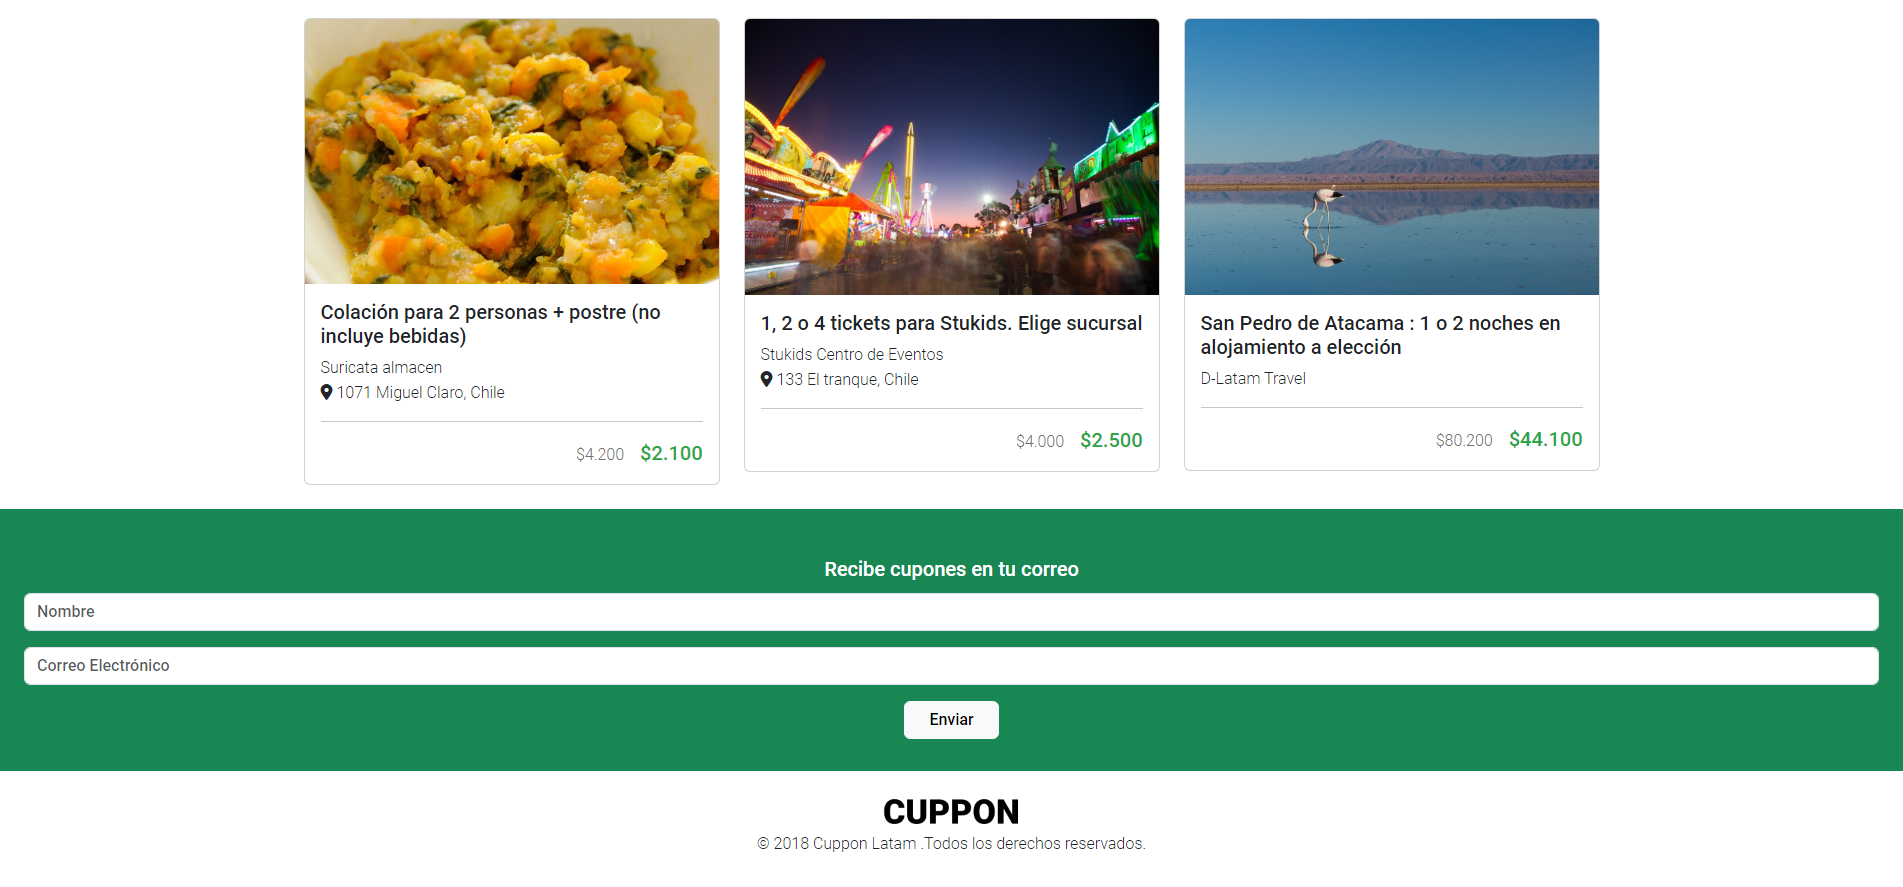 Colación para 2 personas + postre (no
incluye bebidas)
Suricata almacen
1071 Miguel Claro, Chile
$4.200 $2.100
1, 2 o 4 tickets para Stukids. Elige sucursal
Stukids Centro de Eventos
133 El tranque, Chile
$4.000 $2.500
San Pedro de Atacama : 1 o 2 noches en
alojamiento a elección
D-Latam Travel
$80.200 $44.100
Recibe cupones en tu correo
Nombre
Correo Electrónico
Enviar
CUPPON
© 2018 Cuppon Latam .Todos los derechos reservados.